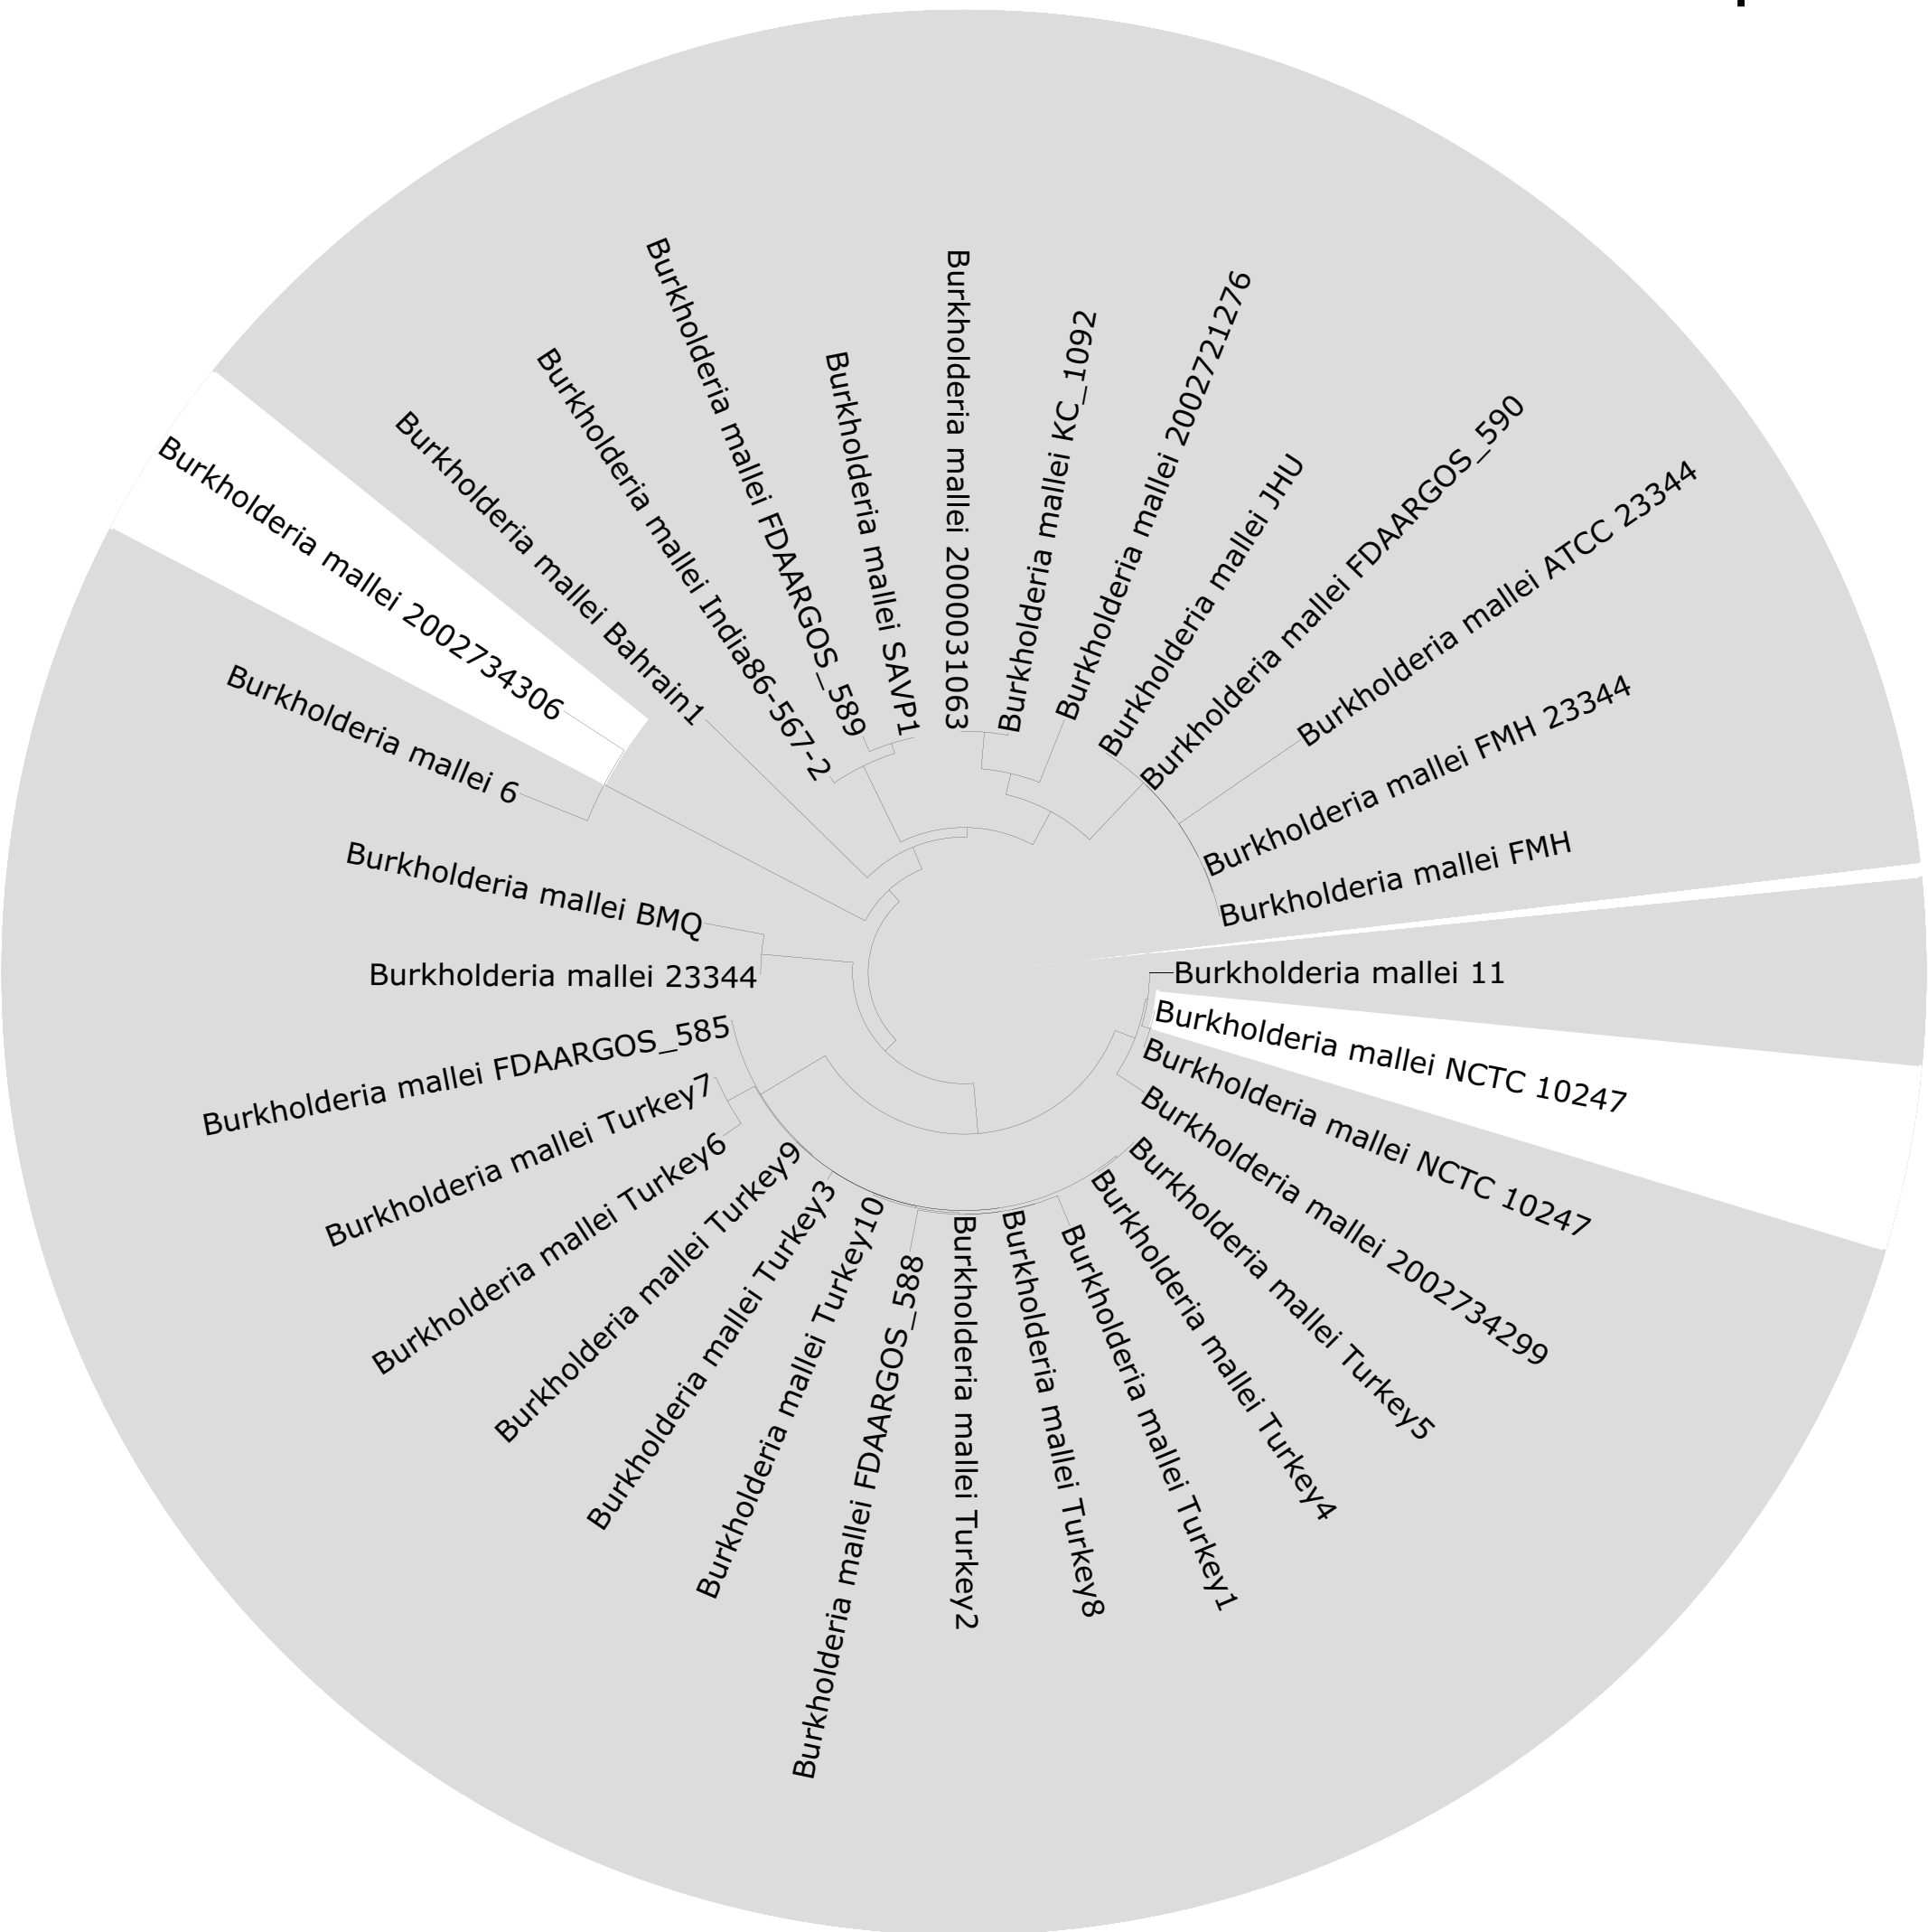 Burkholderia mallei 2000031063
Burkholderia mallei KC_1092
Burkholderia mallei 2002721276
Burkholderia mallei JHU
Burkholderia mallei FDAARGOS_590
Burkholderia mallei ATCC 23344
Burkholderia mallei FMH 23344
Burkholderia mallei FMH
Burkholderia mallei 11
Burkholderia mallei NCTC 10247
Burkholderia mallei NCTC 10247
Burkholderia mallei 2002734299
Burkholderia mallei Turkey5
Burkholderia mallei Turkey4
Burkholderia mallei Turkey1
Burkholderia mallei Turkey8
Burkholderia mallei Turkey2
Burkholderia mallei FDAARGOS_588
Burkholderia mallei Turkey10
Burkholderia mallei Turkey3
Burkholderia mallei Turkey9
Burkholderia mallei Turkey6
Burkholderia mallei Turkey7
Burkholderia mallei FDAARGOS_585
Burkholderia mallei 23344
Burkholderia mallei BMQ
Burkholderia mallei 6
Burkholderia mallei 2002734306
Burkholderia mallei Bahrain1
Burkholderia mallei India86-567-2
Burkholderia mallei FDAARGOS_589
Burkholderia mallei SAVP1